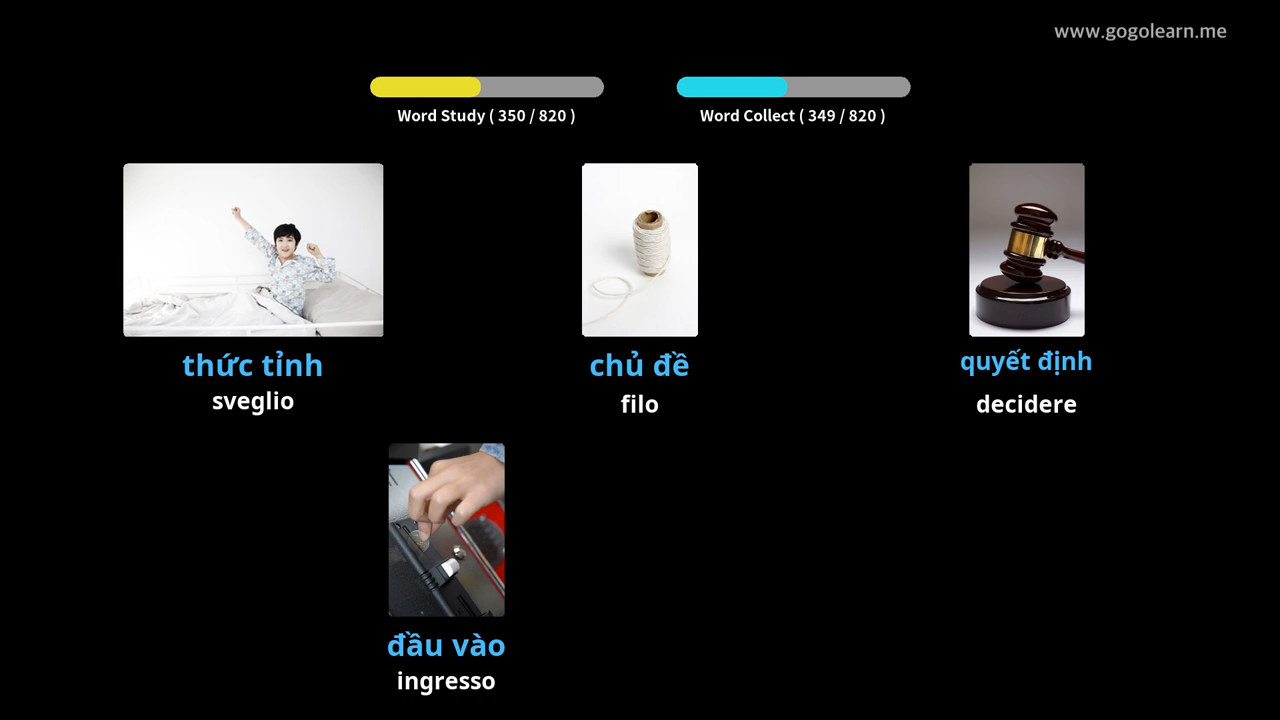 www.gogolearn.me
Word Study ( 350 / 820 )
Word Collect ( 349 / 820 )
thức tỉnh
sveglio
chủ đề
filo
quyết định
decidere
đầu vào
ingresso